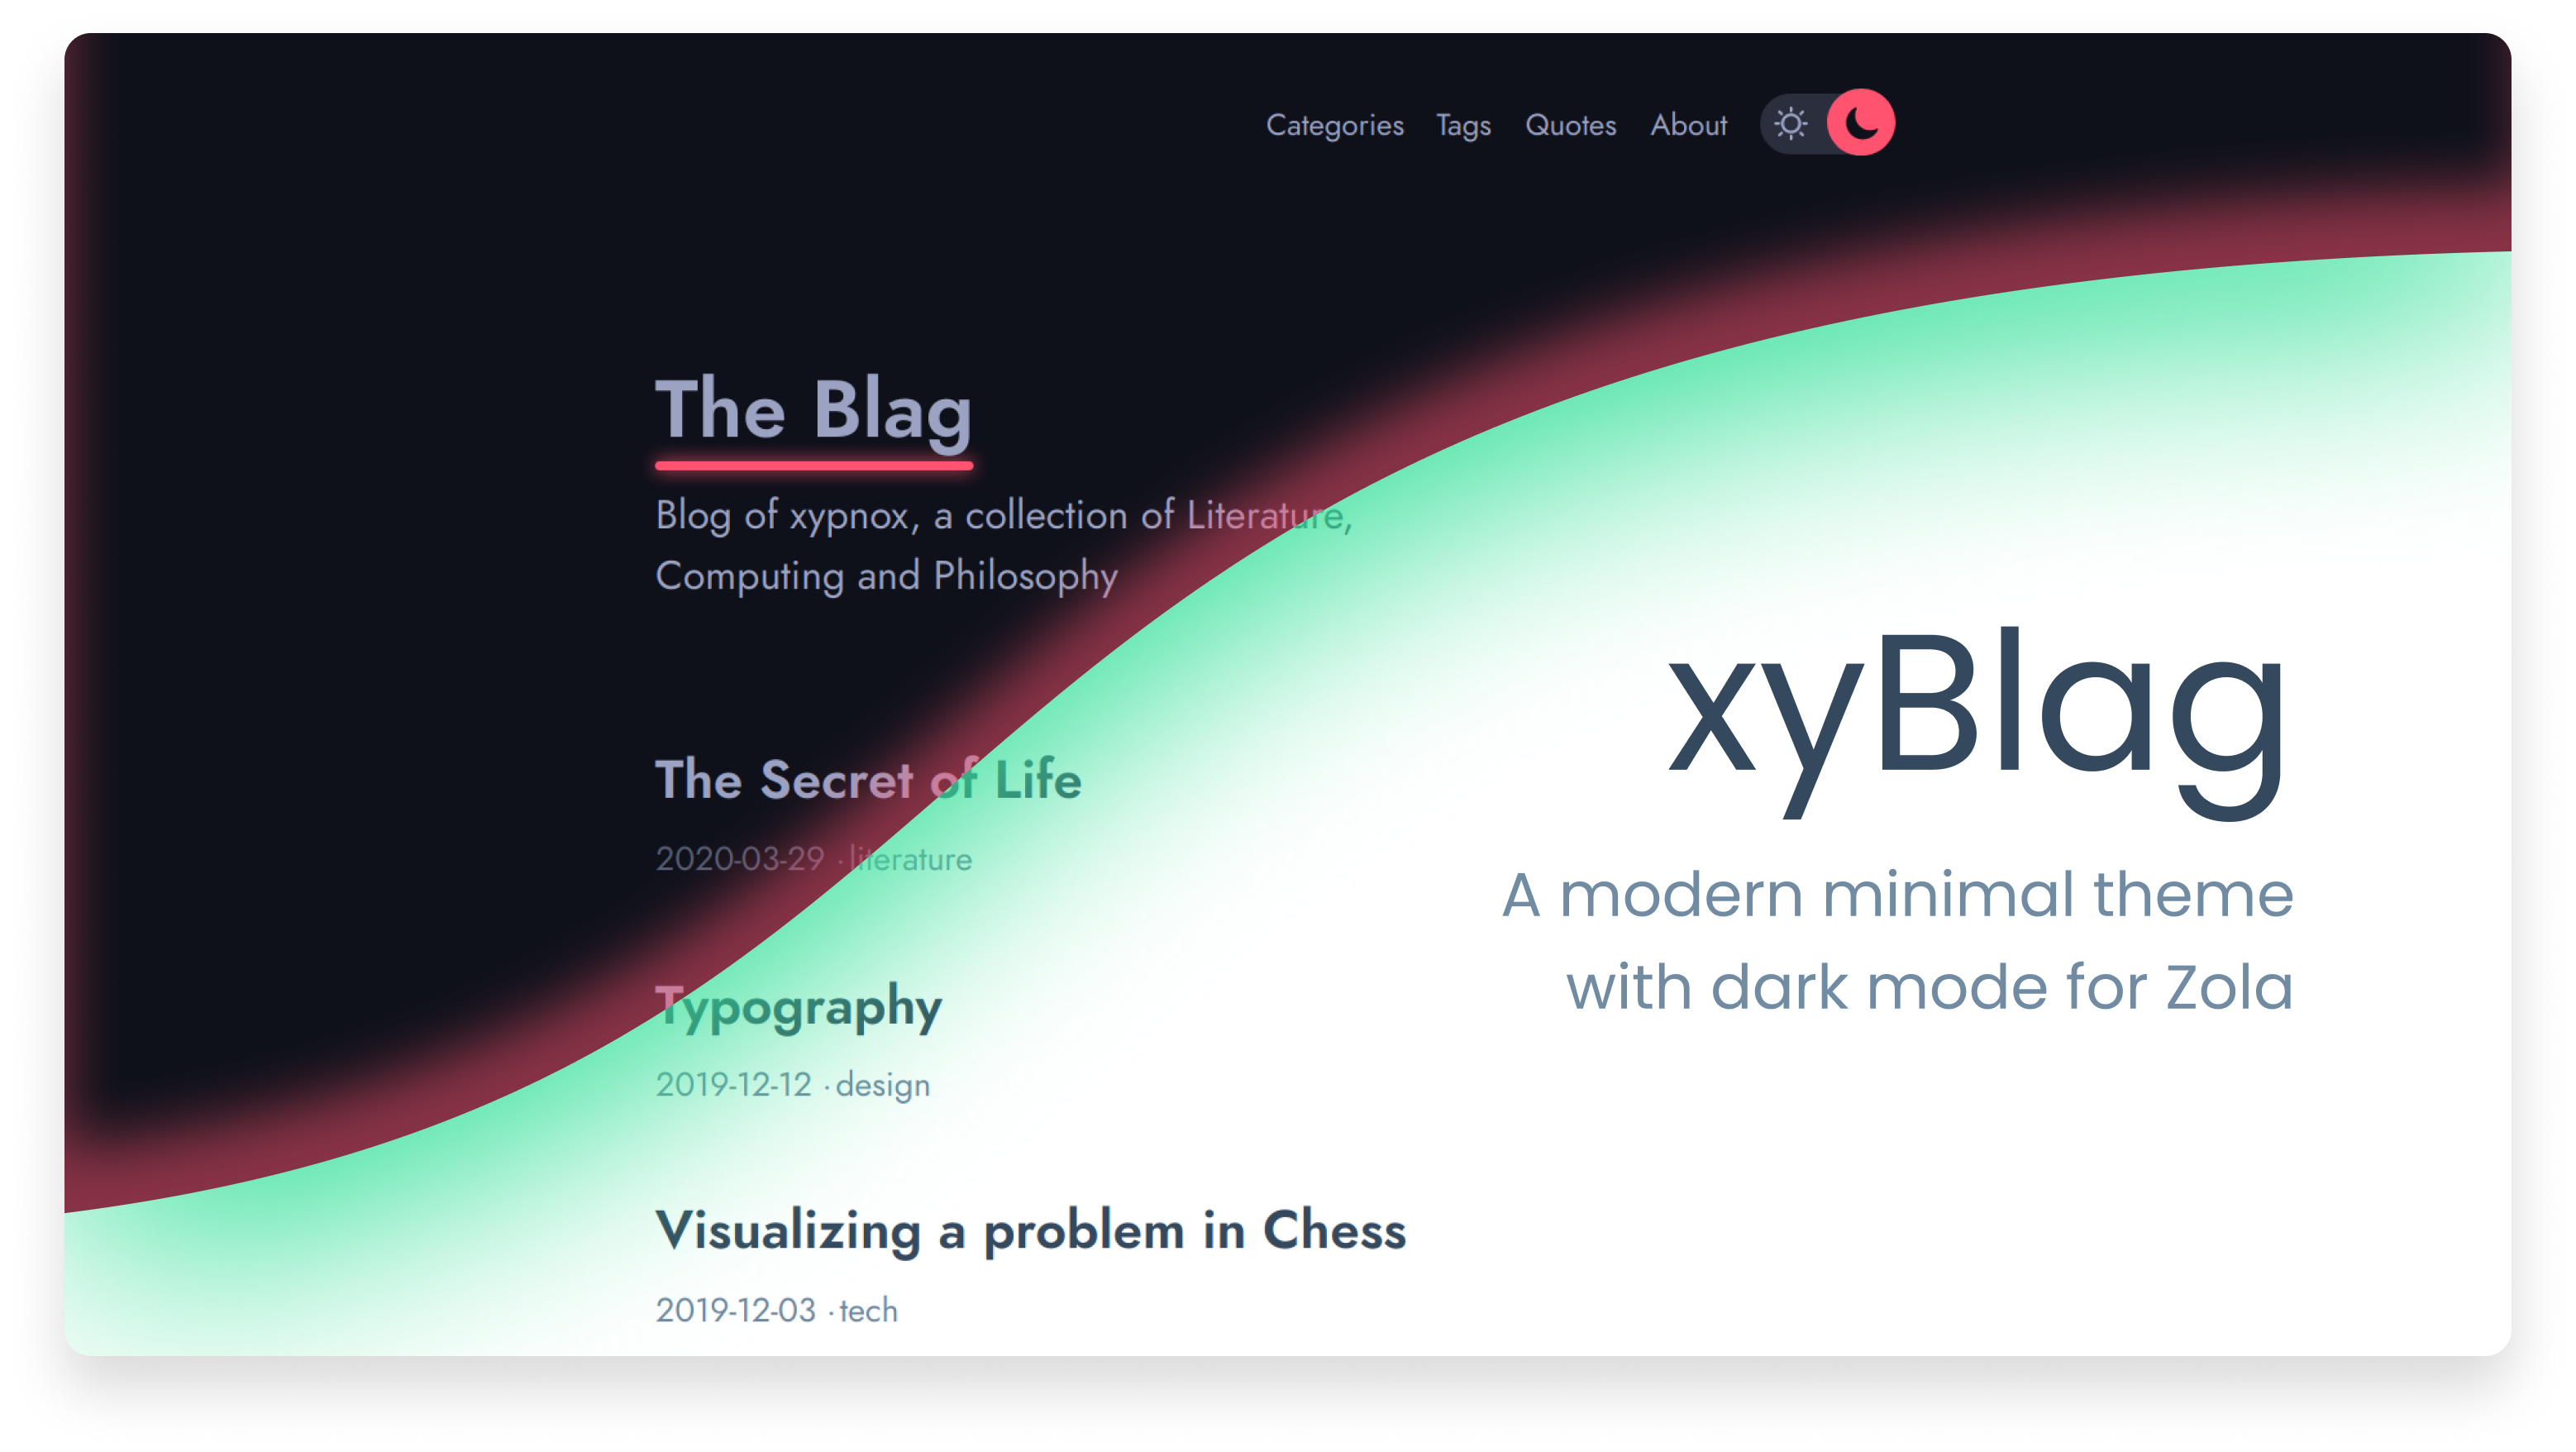 Categories Tags Quotes About
The Blag
Blog of xypnox, a collection of Literature,
Computing and Philosophy
The Secret of Life
2020-03-29 · literature
Typography
2019-12-12 · design
Visualizing a problem in Chess
2019-12-03 · tech
xyBlag
A modern minimal theme
with dark mode for Zola